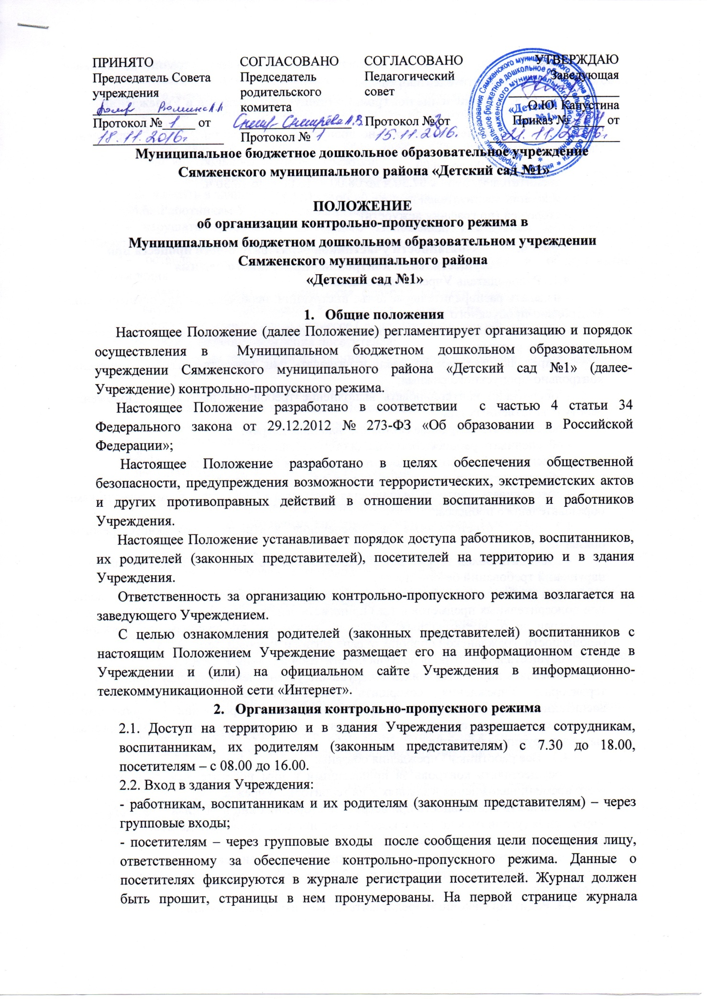 ПРИНЯТО
Председатель Совета
учреждения
Протокол № 1 от
18.11.2016г
СОГЛАСОВАНО
Председатель
родительского
комитета
Протокол № 1
СОГЛАСОВАНО
Педагогический
совет
Протокол № 2 от
15.11.2016.
УТВЕРЖДАЮ
Заведующая
О.Ю. Капустина
Приказ № от
21.11.2016г
«Детский
сад №1»
Муниципальное бюджетное дошкольное образовательное учреждение
Сямженского муниципального района «Детский сад №1»
ПОЛОЖЕНИЕ
об организации контрольно-пропускного режима в
Муниципальном бюджетном дошкольном образовательном учреждении
Сямженского муниципального района
«Детский сад №1»
1. Общие положения
Настоящее Положение (далее Положение) регламентирует организацию и порядок
осуществления в Муниципальном бюджетном дошкольном образовательном
учреждении Сямженского муниципального района «Детский сад №1» (далее-
Учреждение) контрольно-пропускного режима.
Настоящее Положение разработано в соответствии с частью 4 статьи 34
Федерального закона от 29.12.2012 № 273-ФЗ «Об образовании в Российской
Федерации»;
Настоящее Положение разработано в целях обеспечения общественной
безопасности, предупреждения возможности террористических, экстремистских актов
и других противоправных действий в отношении воспитанников и работников
Учреждения.
Настоящее Положение устанавливает порядок доступа работников, воспитанников,
их родителей (законных представителей), посетителей на территорию и в здания
Учреждения.
Ответственность за организацию контрольно-пропускного режима возлагается на
заведующего Учреждением.
С целью ознакомления родителей (законных представителей) воспитанников с
настоящим Положением Учреждение размещает его на информационном стенде в
Учреждении и (или) на официальном сайте Учреждения в информационно-
телекоммуникационной сети «Интернет».
2. Организация контрольно-пропускного режима
2.1. Доступ на территорию и в здания Учреждения разрешается сотрудникам,
воспитанникам, их родителям (законным представителям) с 7.30 до 18.00,
посетителям – с 08.00 до 16.00.
2.2. Вход в здания Учреждения:
- работникам, воспитанникам и их родителям (законным представителям) – через
групповые входы;
- посетителям – через групповые входы после сообщения цели посещения лицу,
ответственному за обеспечение контрольно-пропускного режима. Данные о
посетителях фиксируются в журнале регистрации посетителей. Журнал должен
быть прошит, страницы в нем пронумерованы. На первой странице журнала